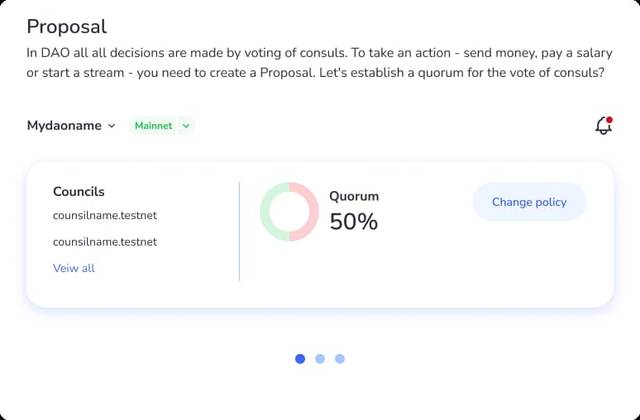 Proposal
In DAO all all decisions are made by voting of consuls. To take an action - send money, pay a salary
or start a stream - you need to create a Proposal. Let's establish a quorum for the vote of consuls?
Mydaoname
Mainnet
Councils
counsilname.testnet
counsilname.testnet
Veiw all
Quorum
50%
Change policy